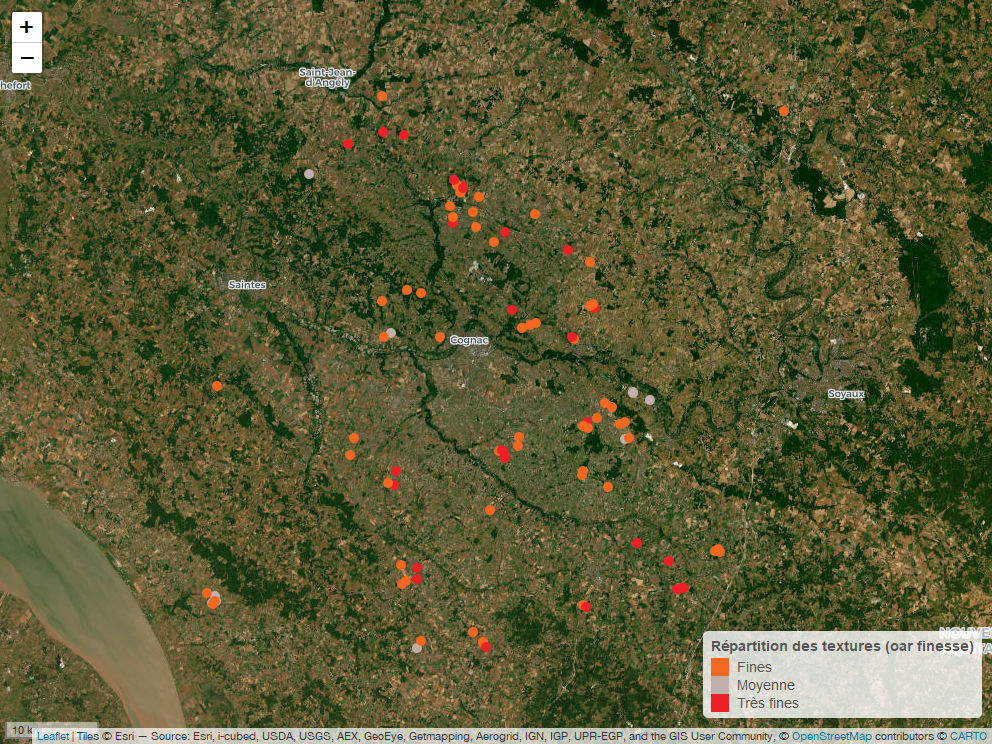 +
−
Saint-Jean-
d'Angély
hefort
Saintes
Cognac
Soyaux
NOUVE
TA
Répartition des textures (oar finesse)
Fines
Moyenne
Très fines
10 k
Leaflet | Tiles © Esri — Source: Esri, i-cubed, USDA, USGS, AEX, GeoEye, Getmapping, Aerogrid, IGN, IGP, UPR-EGP, and the GIS User Community, © OpenStreetMap contributors © CARTO